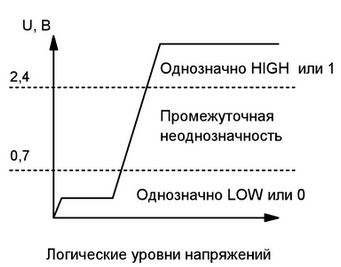 U, В
2,4
Однозначно HIGH или 1
Промежуточная
неоднозначность
0,7
Однозначно LOW или 0
Логические уровни напряжений